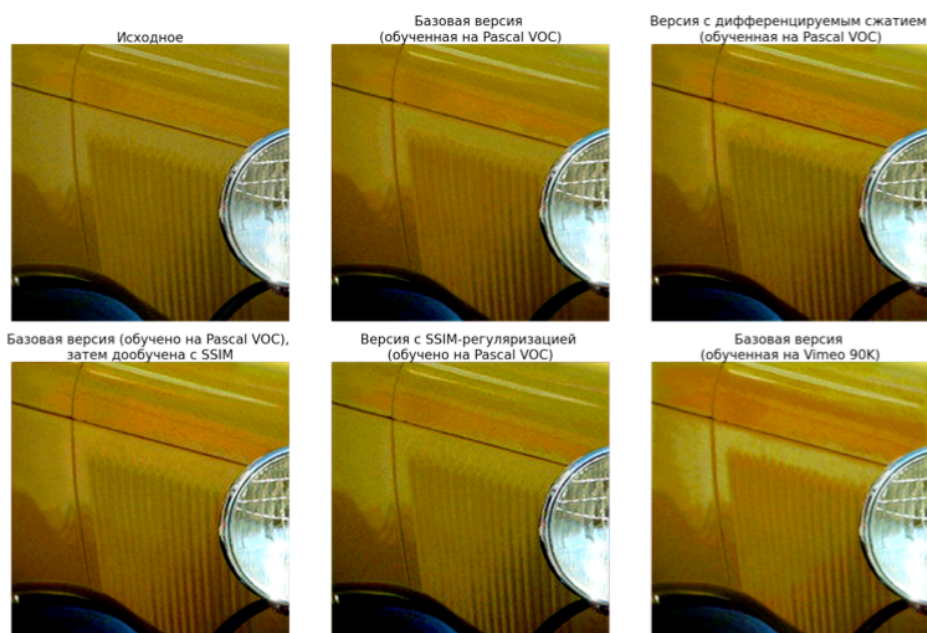 Исходное
Базовая версия
(обученная на Pascal VOC)
Версия с дифференцируемым сжатием
(обученная на Pascal VOC)
Базовая версия (обучено на Pascal VOC),
затем дообучена с SSIM
Версия с SSIM-регуляризацией
(обучено на Pascal VOC)
Базовая версия
(обученная на Vimeo 90K)